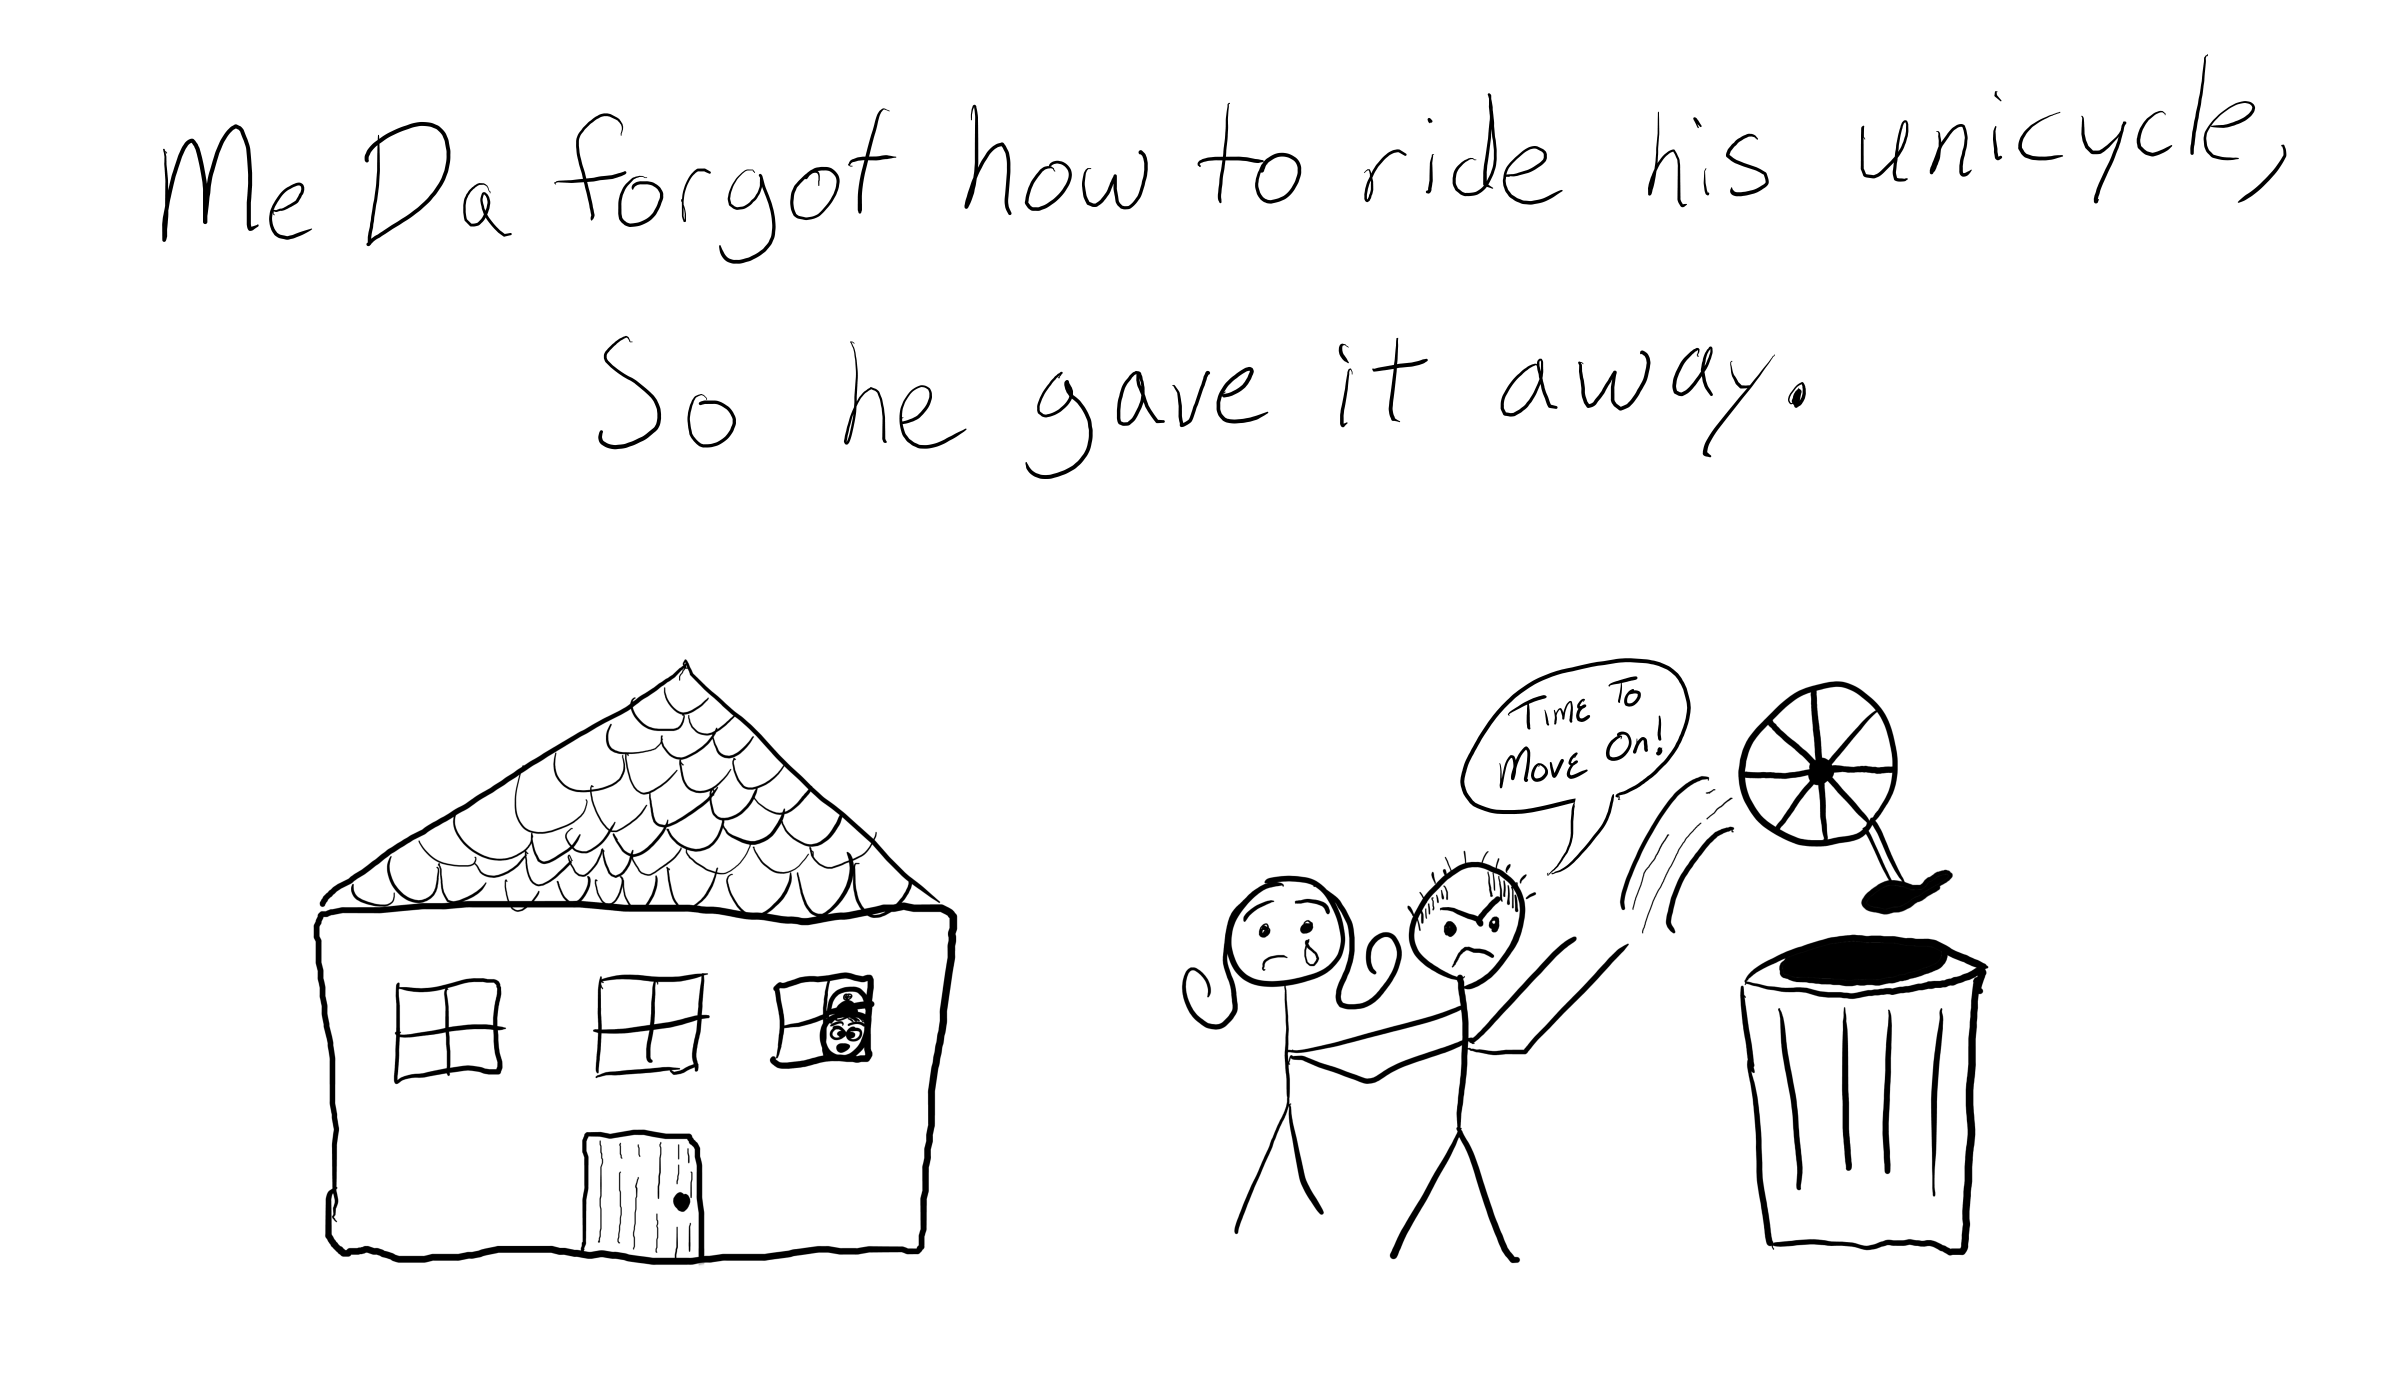 Me Da forgot how to ride his unicycle,
So he gave it away.
TIME TO
MOVE ON!